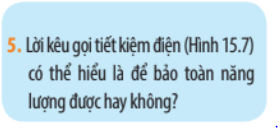 5. Lời kêu gọi tiết kiệm điện (Hình 15.7)
có thể hiểu là để bảo toàn năng
lượng được hay không?